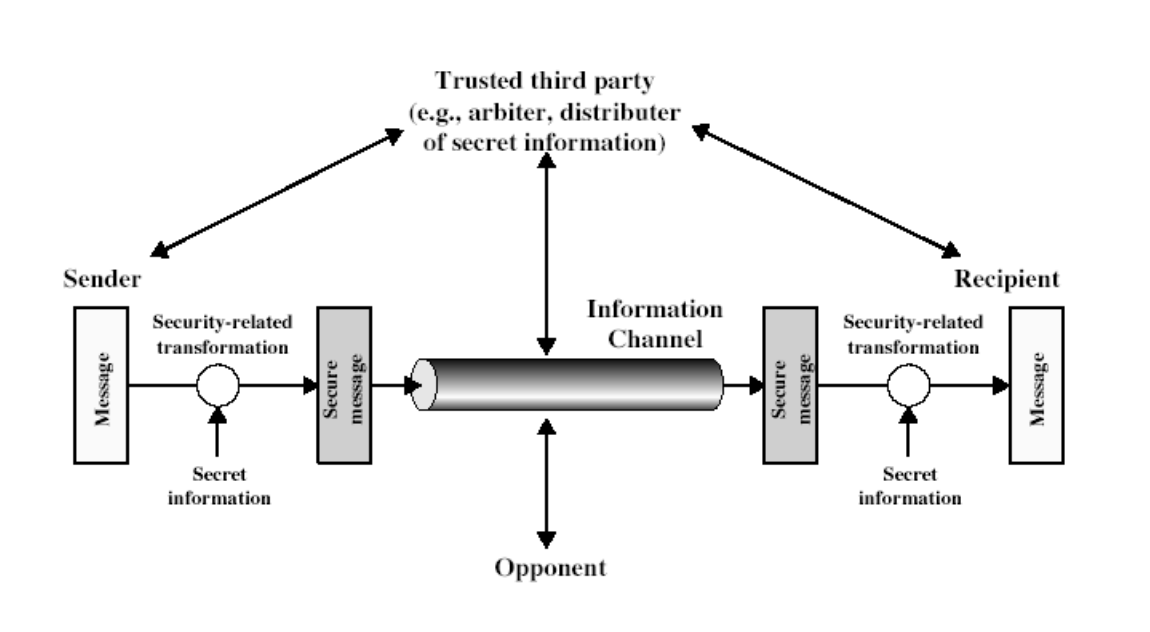 Trusted third party
(e.g., arbiter, distributer
of secret information)
Sender
Recipient
Information
Channel
Security-related
transformation
Security-related
transformation
Message
Secure
message
Secure
message
Message
Secret
information
Secret
information
Opponent